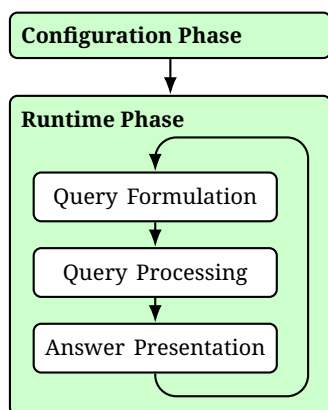 Configuration Phase
Runtime Phase
Query Formulation
Query Processing
Answer Presentation